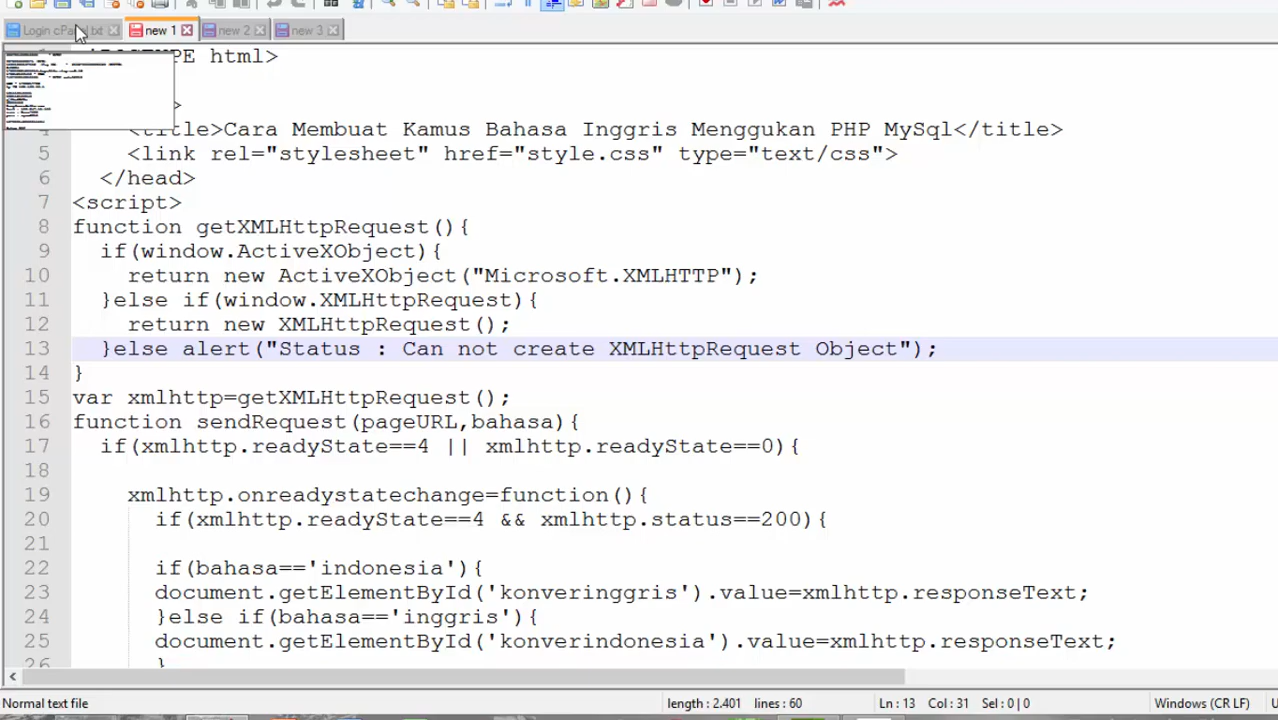 Login cPa
new 1
new 2
new 3
PE html>
>
<title>Cara Membuat Kamus Bahasa Inggris Menggukan PHP MySql</title>
5 <link rel="stylesheet" href="style.css" type="text/css">
6 </head>
7 <script>
8 function getXMLHttpRequest(){
9 if(window.ActiveXObject){
10 return new ActiveXObject("Microsoft.XMLHTTP");
11 }else if(window.XMLHttpRequest){
12 return new XMLHttpRequest();
13 }else alert("Status : Can not create XMLHttpRequest Object");
14 }
15 var xmlhttp=getXMLHttpRequest();
16 function sendRequest(pageURL,bahasa){
17 if(xmlhttp.readyState==4 || xmlhttp.readyState==0){
18
19 xmlhttp.onreadystatechange=function(){
20 if(xmlhttp.readyState==4 && xmlhttp.status==200){
21
22 if(bahasa=='indonesia'){
23 document.getElementById('konveringgris').value=xmlhttp.responseText;
24 }else if(bahasa=='inggris'){
25 document.getElementById('konverindonesia').value=xmlhttp.responseText;
26 }
Normal text file
length : 2.401 lines : 60
Ln : 13 Col : 31 Sel : 0 | 0
Windows (CR LF)